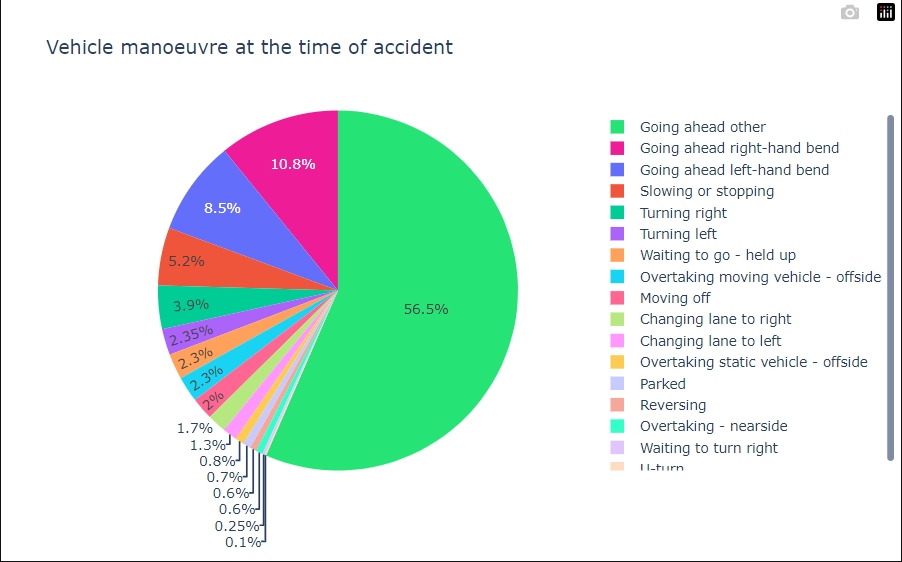 Vehicle manoeuvre at the time of accident
10.8%
8.5%
5.2%
3.9%
2.35%
2.3%
2.3%
2%
1.7%
1.3%
0.8%
0.7%
0.6%
0.6%
0.25%
0.1%
56.5%
Going ahead other
Going ahead right-hand bend
Going ahead left-hand bend
Slowing or stopping
Turning right
Turning left
Waiting to go - held up
Overtaking moving vehicle - offside
Moving off
Changing lane to right
Changing lane to left
Overtaking static vehicle - offside
Parked
Reversing
Overtaking - nearside
Waiting to turn right
U-turn